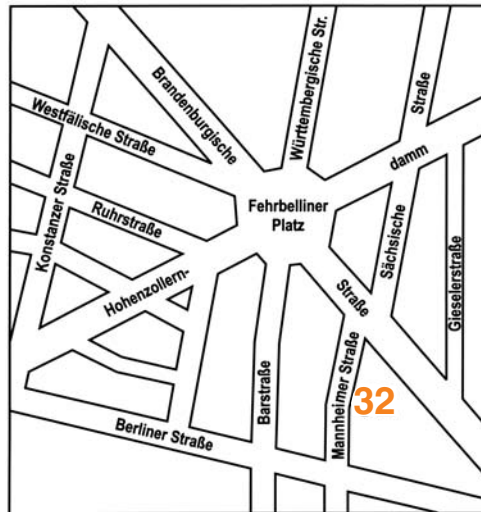 Brandenburgische
Württembergische Str.
Straße
Westfälische Straße
damm
Konstanzer Straße
Ruhrstraße
Fehrbelliner
Platz
Sächsische
Gieselerstraße
Hohenzollern-
Straße
Barstraße
Mannheimer Straße
32
Berliner Straße